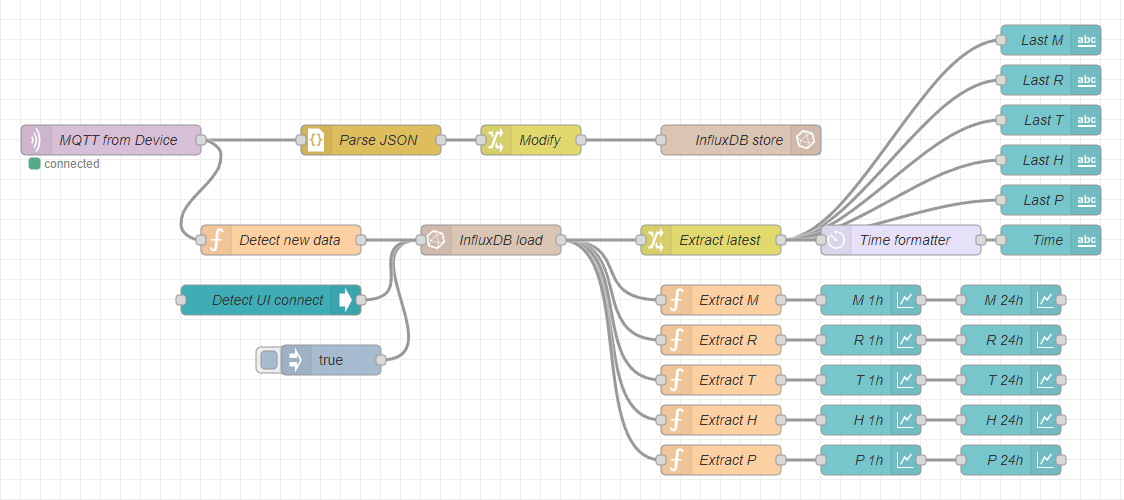 Last M
abc
Last R
abc
MQTT from Device
Parse JSON
Modify
InfluxDB store
Last T
abc
connected
Last H
abc
Last P
abc
Detect new data
InfluxDB load
Extract latest
Time formatter
Time
abc
Detect UI connect
Extract M
M 1h
M 24h
Extract R
R 1h
R 24h
true
Extract T
T 1h
T 24h
Extract H
H 1h
H 24h
Extract P
P 1h
P 24h